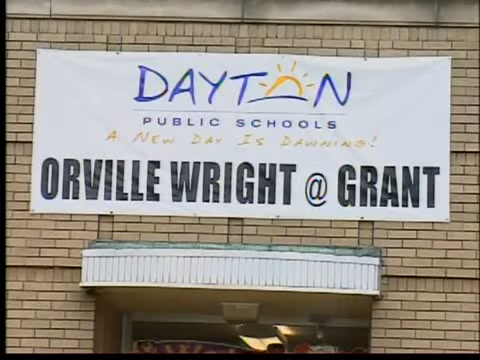 DAYTON
PUBLIC SCHOOLS
A NEW DAY IS DAWNING!
ORVILLE WRIGHT @ GRANT